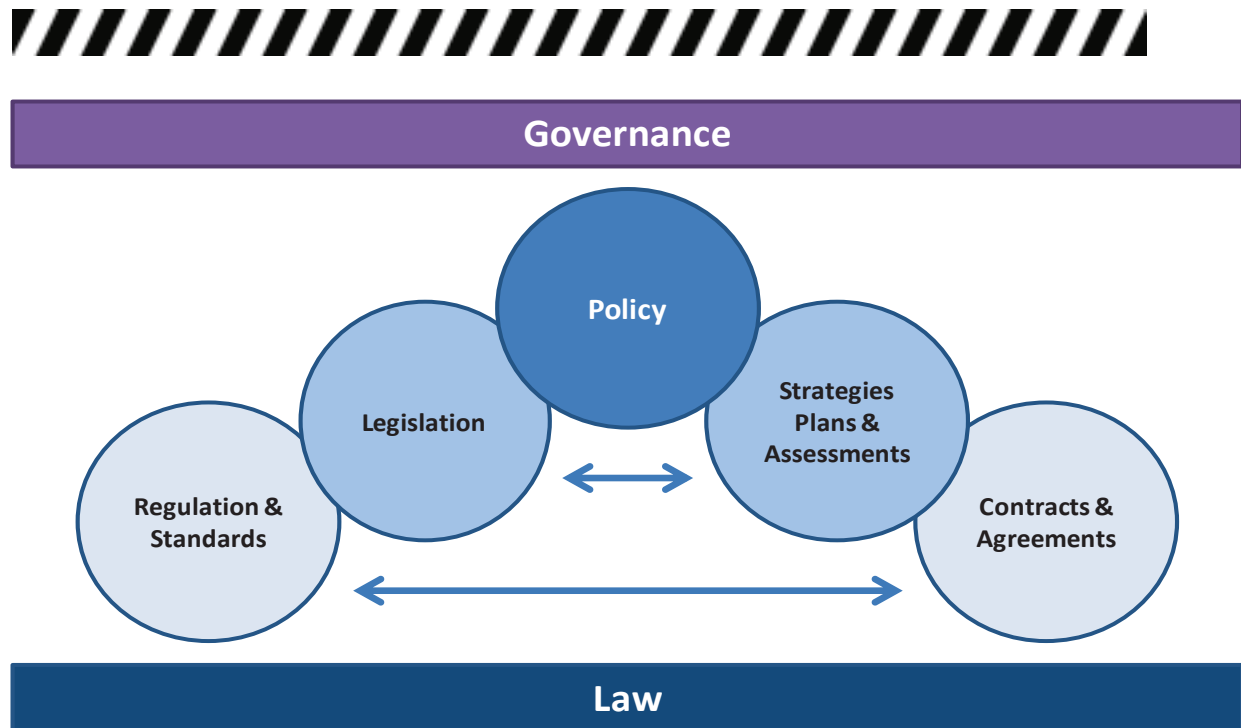 Governance
Policy
Legislation
Strategies
Plans &
Assessments
Regulation &
Standards
Contracts &
Agreements
Law